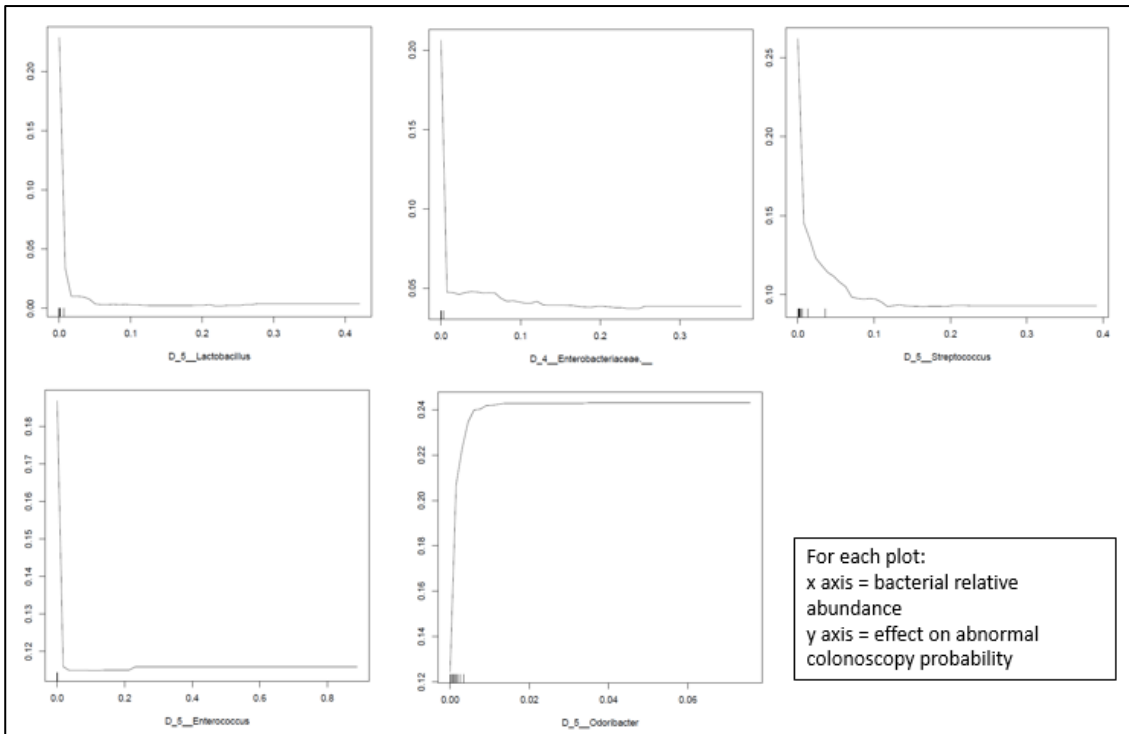 0.20
0.15
0.10
0.05
0.00
0.0 0.1 0.2 0.3 0.4
D_5__Lactobacillus
0.20
0.15
0.10
0.05
0.0 0.1 0.2 0.3
D_4__Enterobacteriaceae.__
0.25
0.20
0.15
0.10
0.0 0.1 0.2 0.3 0.4
D_5__Streptococcus
0.18
0.17
0.16
0.15
0.14
0.13
0.12
0.0 0.2 0.4 0.6 0.8
D_5__Enterococcus
0.24
0.22
0.20
0.18
0.16
0.14
0.12
0.00 0.02 0.04 0.06
D_5__Odoribacter
For each plot:
x axis = bacterial relative
abundance
y axis = effect on abnormal
colonoscopy probability